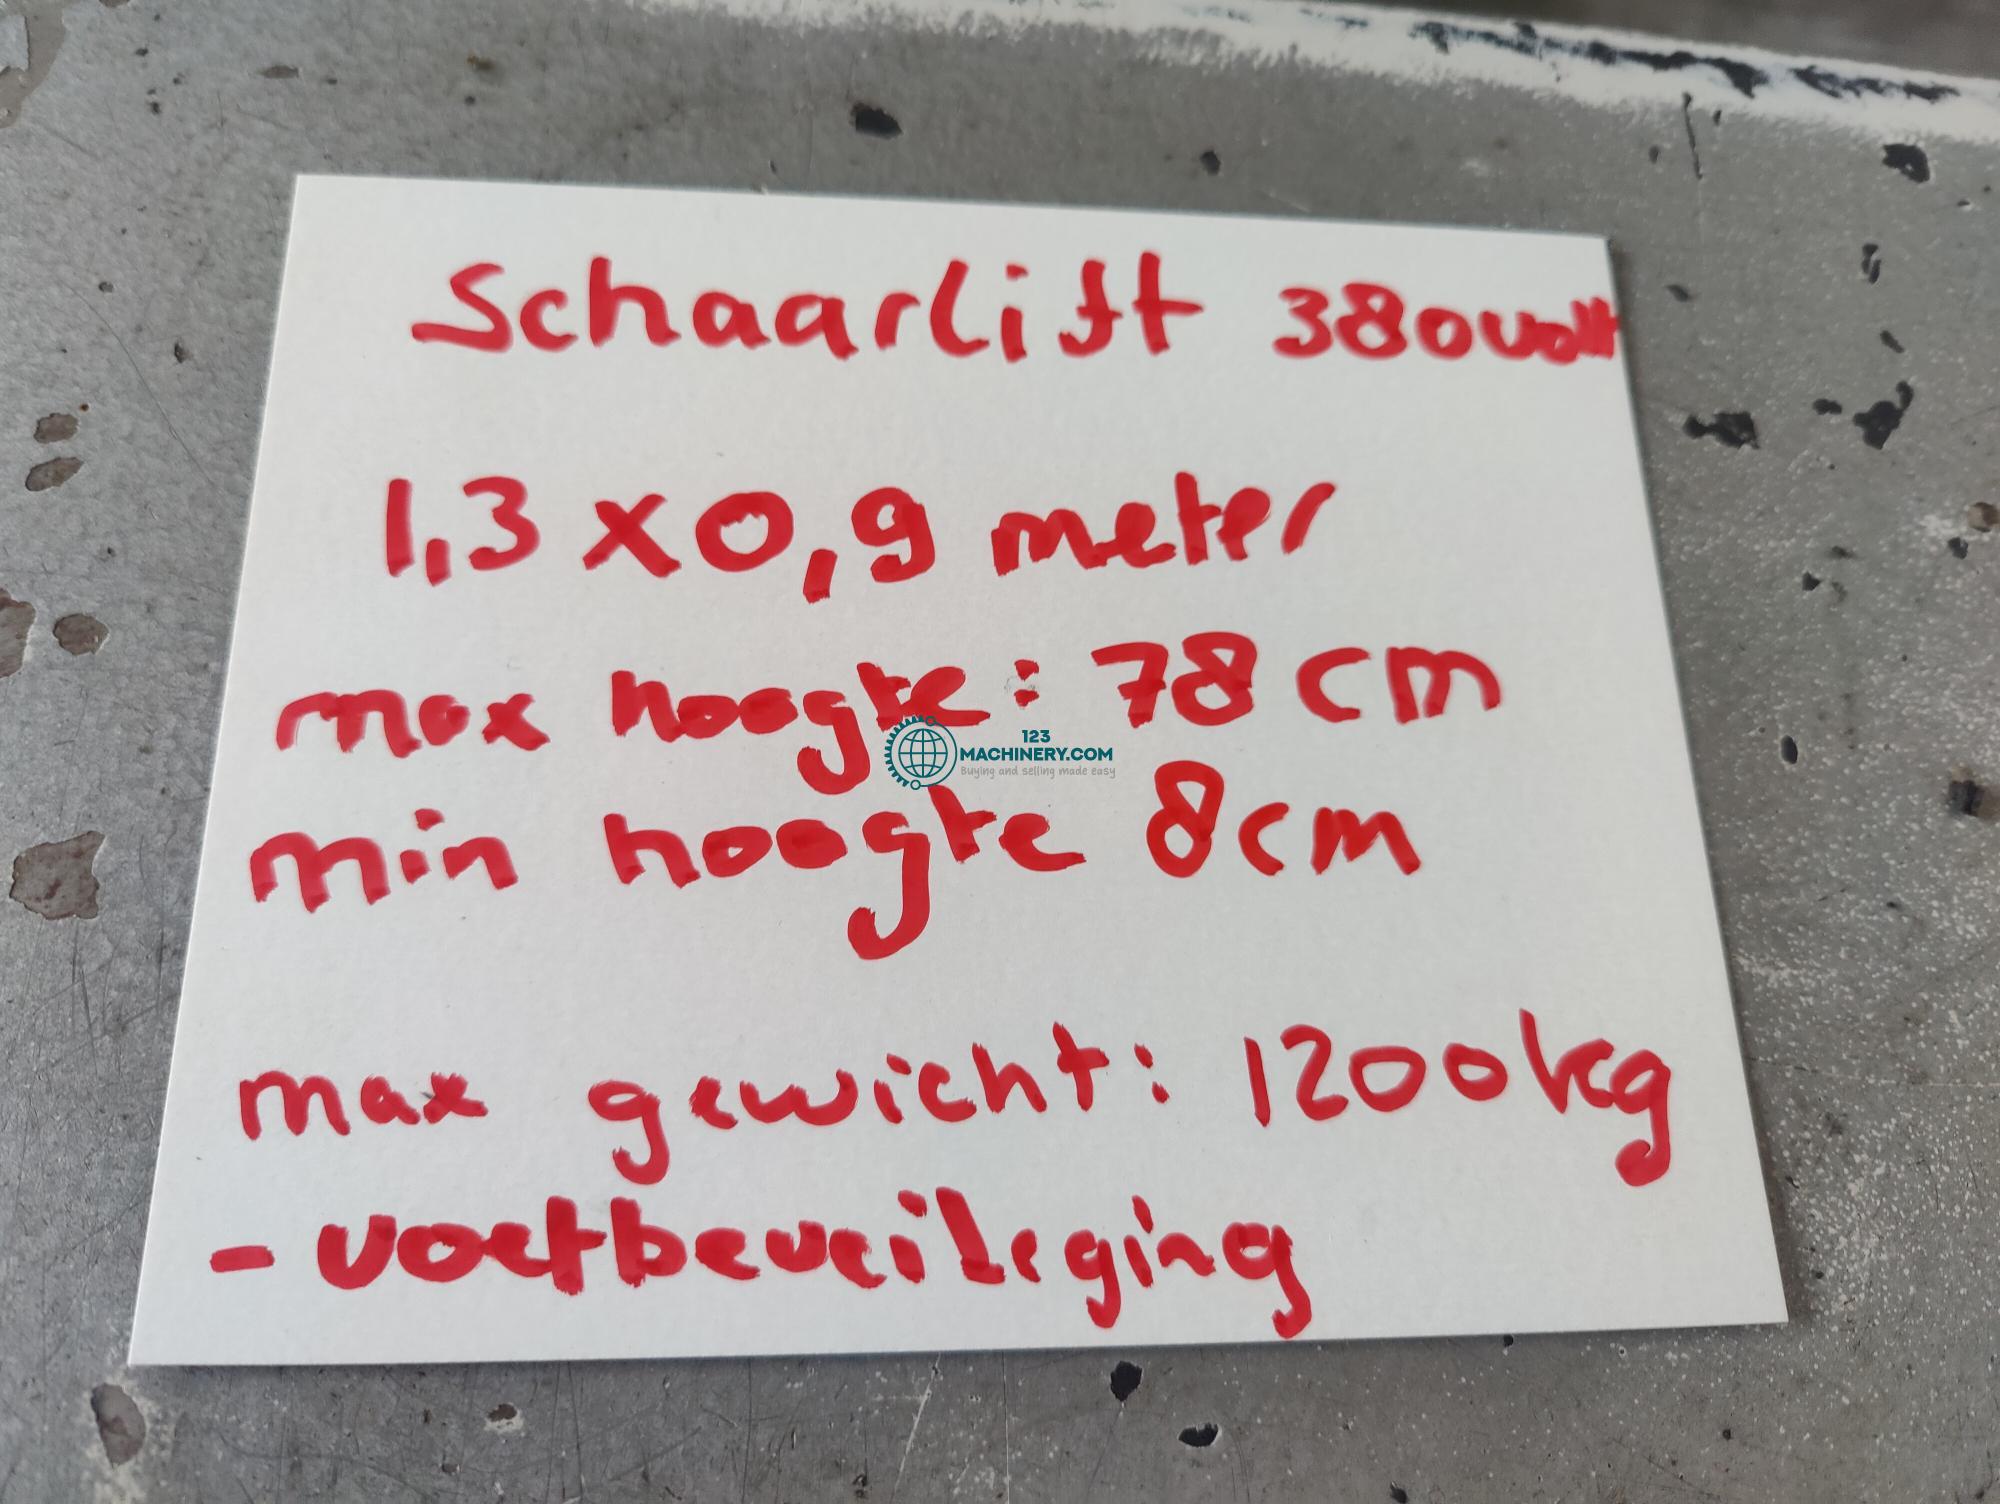 Schaarlift 380volt
1,3 x 0,9 meter
max hoogte: 78 cm
123
MACHINERY.COM
Buying and selling made easy
min hoogte 8cm
max gewicht: 1200kg
- voetbeveileging